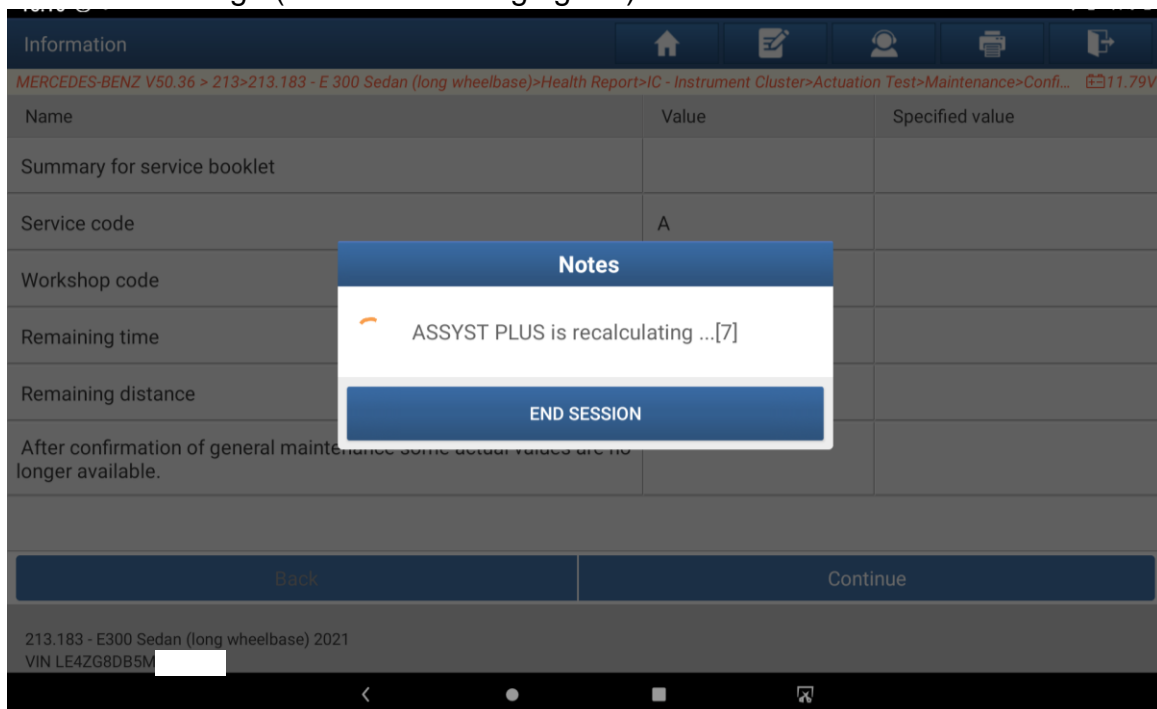 Information
MERCEDES-BENZ V50.36 > 213>213.183 - E 300 Sedan (long wheelbase)>Health Report>IC - Instrument Cluster>Actuation Test>Maintenance>Confi... 11.79V
Name Value Specified value
Summary for service booklet
Service code A
Workshop code
Remaining time
Remaining distance
After confirmation of general maintenance some actual values are no
longer available.
Notes
ASSYST PLUS is recalculating ...[7]
END SESSION
Back Continue
213.183 - E300 Sedan (long wheelbase) 2021
VIN LE4ZG8DB5M